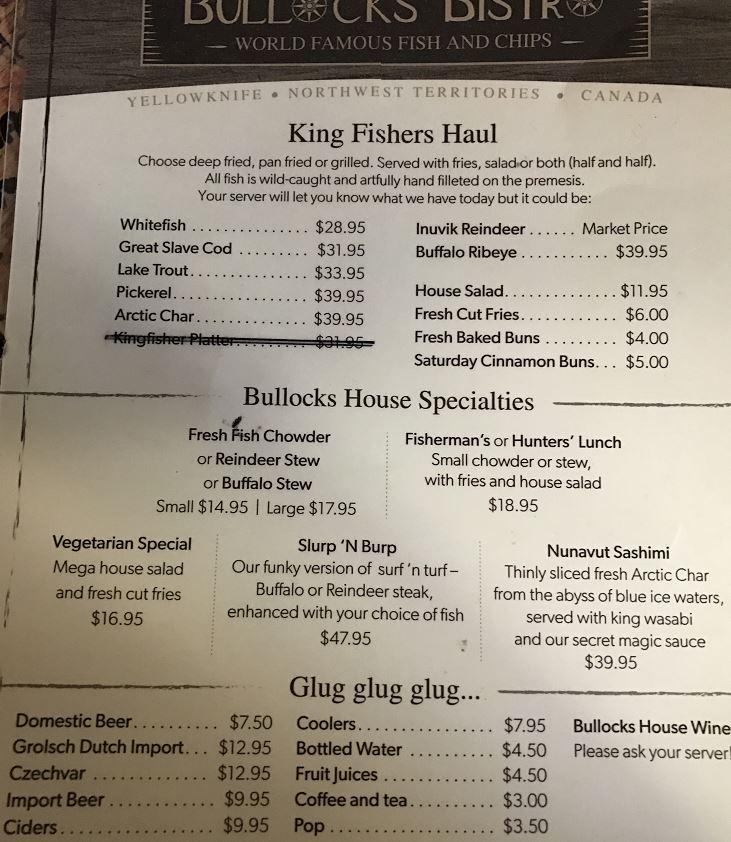 BULLOCKS BISTRO
— WORLD FAMOUS FISH AND CHIPS —
YELLOWKNIFE • NORTHWEST TERRITORIES • CANADA
King Fishers Haul
Choose deep fried, pan fried or grilled. Served with fries, salad or both (half and half).
All fish is wild-caught and artfully hand filleted on the premesis.
Your server will let you know what we have today but it could be:
Whitefish ............... $28.95
Great Slave Cod ......... $31.95
Lake Trout............... $33.95
Pickerel................. $39.95
Arctic Char.............. $39.95
Kingfisher Platter......... $31.95
Inuvik Reindeer ...... Market Price
Buffalo Ribeye ........... $39.95
House Salad.............. $11.95
Fresh Cut Fries............ $6.00
Fresh Baked Buns ......... $4.00
Saturday Cinnamon Buns... $5.00
Bullocks House Specialties
Fresh Fish Chowder
or Reindeer Stew
or Buffalo Stew
Small $14.95 | Large $17.95
Fisherman's or Hunters' Lunch
Small chowder or stew,
with fries and house salad
$18.95
Vegetarian Special
Mega house salad
and fresh cut fries
$16.95
Slurp 'N Burp
Our funky version of surf 'n turf –
Buffalo or Reindeer steak,
enhanced with your choice of fish
$47.95
Nunavut Sashimi
Thinly sliced fresh Arctic Char
from the abyss of blue ice waters,
served with king wasabi
and our secret magic sauce
$39.95
Glug glug glug...
Domestic Beer.......... $7.50
Grolsch Dutch Import... $12.95
Czechvar ............. $12.95
Import Beer ............ $9.95
Ciders.................. $9.95
Coolers................. $7.95
Bottled Water ........... $4.50
Fruit Juices .............. $4.50
Coffee and tea.......... $3.00
Pop .................... $3.50
Bullocks House Wine
Please ask your server!